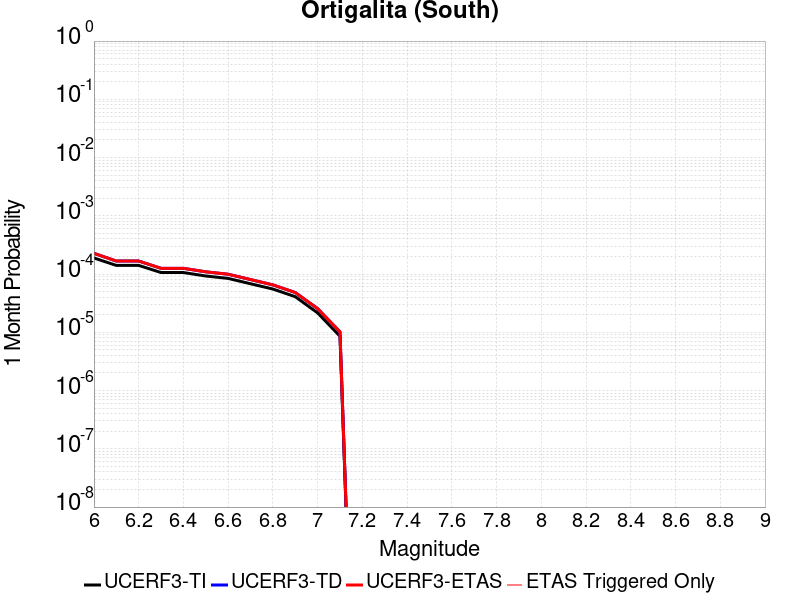 Ortigalita (South)
1 Month Probability
10^0
10^-1
10^-2
10^-3
10^-4
10^-5
10^-6
10^-7
10^-8
6 6.2 6.4 6.6 6.8 7 7.2 7.4 7.6 7.8 8 8.2 8.4 8.6 8.8 9
Magnitude
UCERF3-TI UCERF3-TD UCERF3-ETAS ETAS Triggered Only